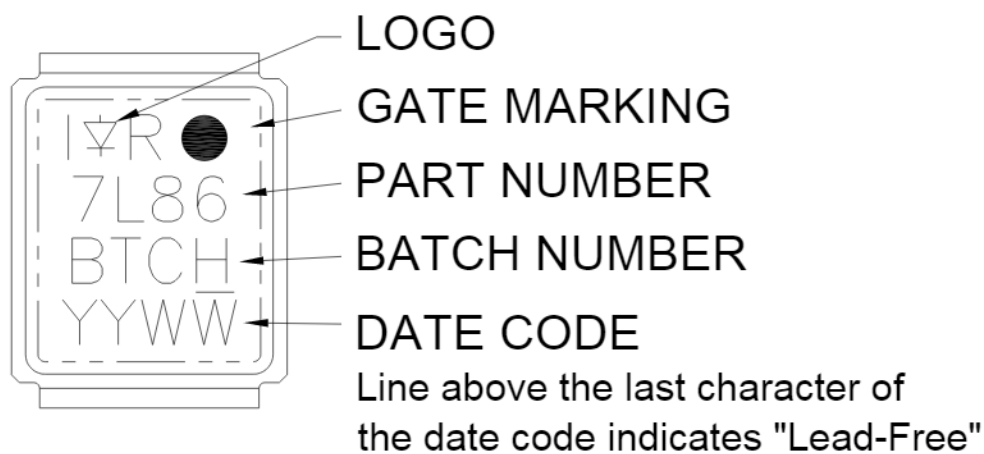 LOGO
I R
GATE MARKING
7L86
PART NUMBER
BTCH
BATCH NUMBER
YYWW
DATE CODE
Line above the last character of
the date code indicates "Lead-Free"